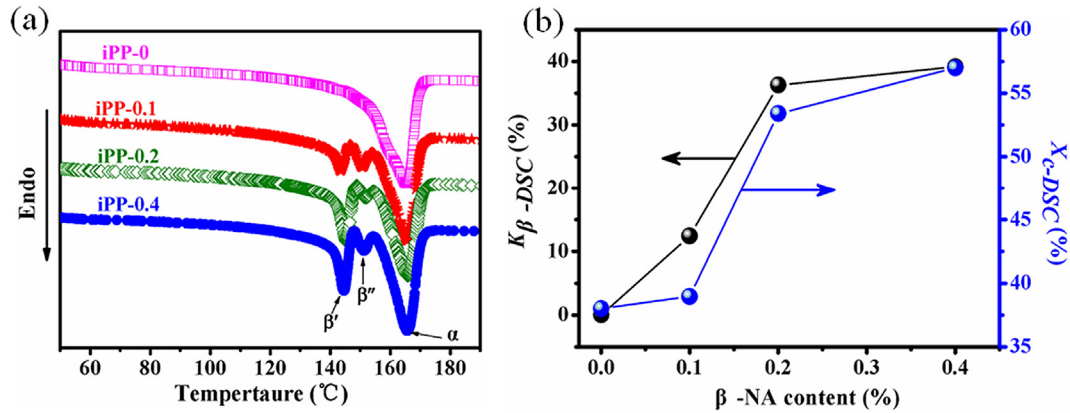 (a)
iPP-0
iPP-0.1
iPP-0.2
iPP-0.4
β′
β″
α
Endo
60 80 100 120 140 160 180
Tempertaure (℃)
(b)
40
30
20
10
0
Kβ -DSC (%)
60
55
50
45
40
35
Xc-DSC (%)
0.0 0.1 0.2 0.3 0.4
β -NA content (%)